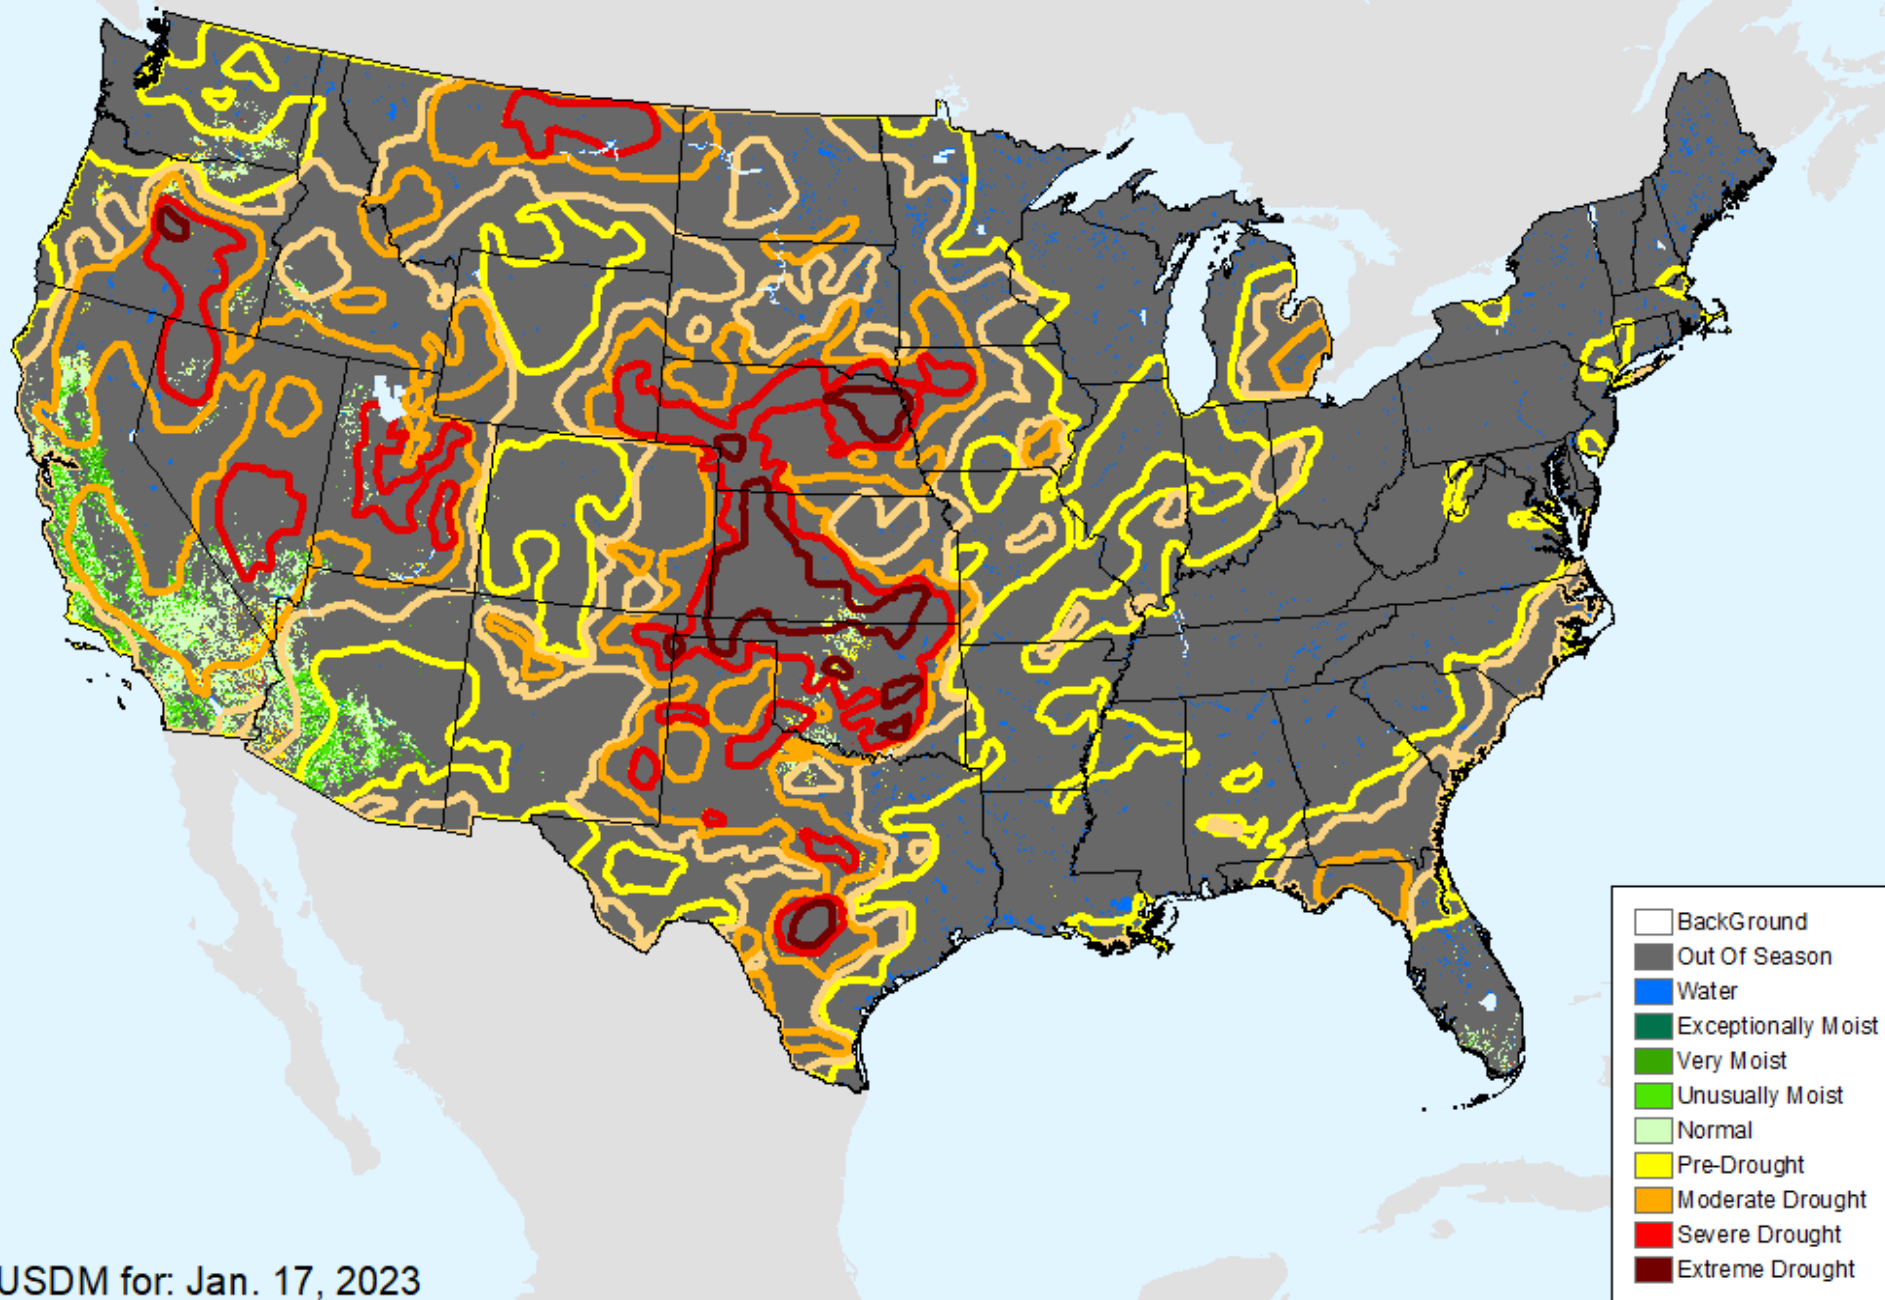 BackGround
Out Of Season
Water
Exceptionally Moist
Very Moist
Unusually Moist
Normal
Pre-Drought
Moderate Drought
Severe Drought
Extreme Drought
USDM for: Jan. 17, 2023